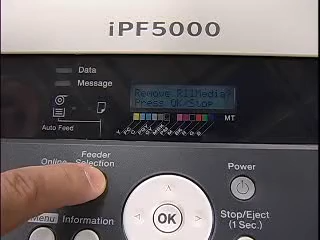 iPF5000
Data
Message
Remove RllMedia?
Press OK/Stop
MT
Auto Feed
Online
Feeder
Selection
Power
Menu
Information
OK
Stop/Eject
(1 Sec.)